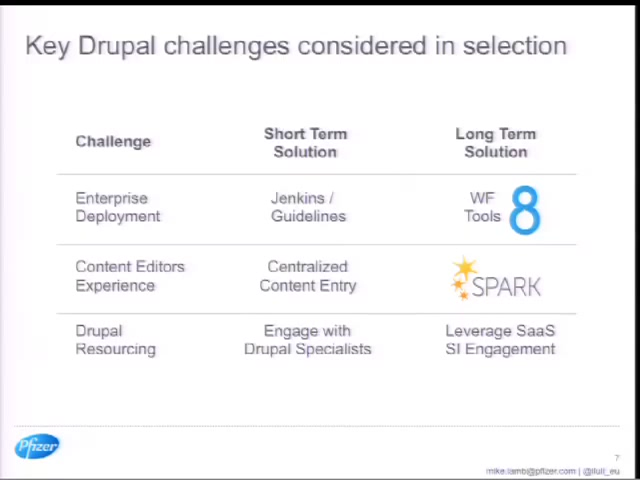 Key Drupal challenges considered in selection
Challenge
Short Term
Solution
Long Term
Solution
Enterprise
Deployment
Jenkins /
Guidelines
WF
Tools
8
Content Editors
Experience
Centralized
Content Entry
SPARK
Drupal
Resourcing
Engage with
Drupal Specialists
Leverage SaaS
SI Engagement
Pfizer
7
mike.lamb@pfizer.com |